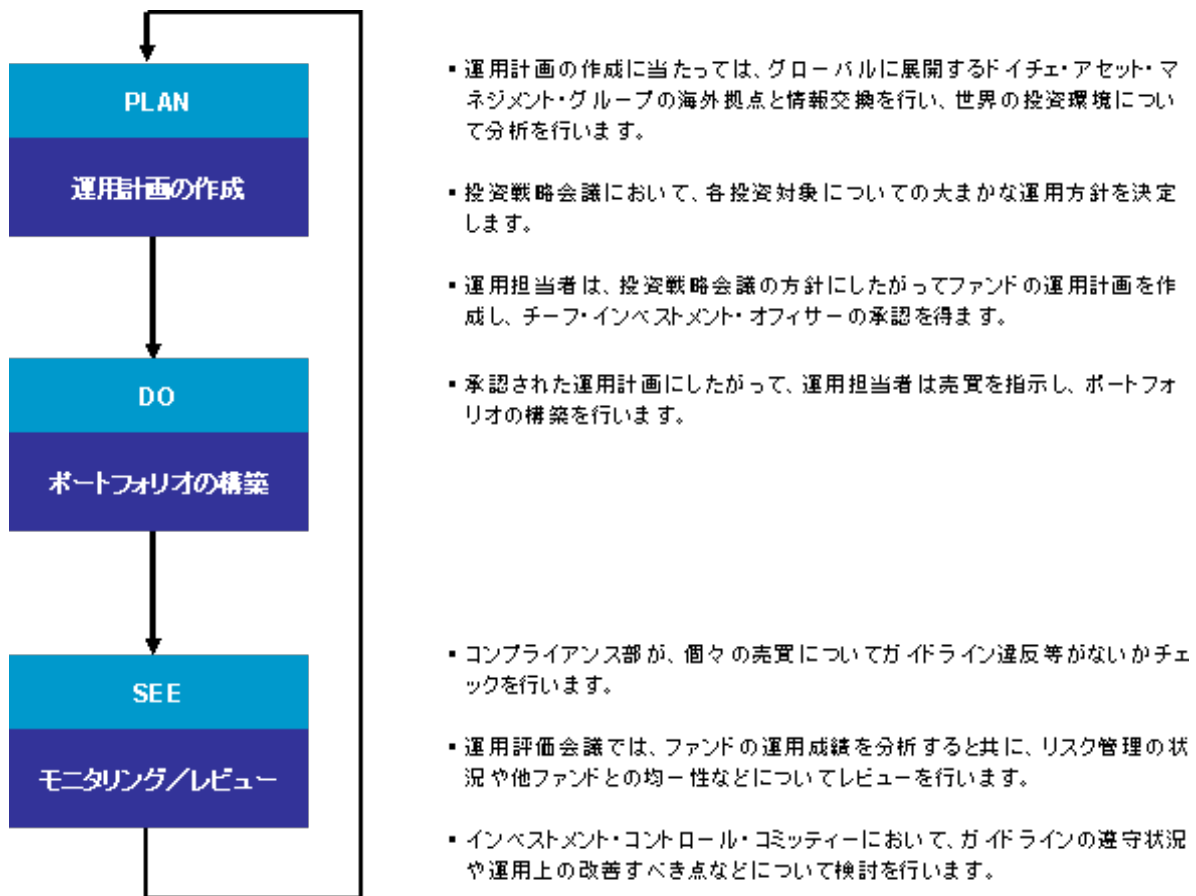 PLAN
運用計画の作成
▪ 運用計画の作成に当たっては、グローバルに展開するドイチェ・アセット・マ
ネジメント・グループの海外拠点と情報交換を行い、世界の投資環境につい
て分析を行います。
▪ 投資戦略会議において、各投資対象についての大まかな運用方針を決定
します。
▪ 運用担当者は、投資戦略会議の方針にしたがってファンドの運用計画を作
成し、チーフ・インベストメント・オフィサーの承認を得ます。
DO
ポートフォリオの構築
▪ 承認された運用計画にしたがって、運用担当者は売買を指示し、ポートフォ
リオの構築を行います。
SEE
モニタリング/レビュー
▪ コンプライアンス部が、個々の売買についてガイドライン違反等がないかチェ
ックを行います。
▪ 運用評価会議では、ファンドの運用成績を分析すると共に、リスク管理の状
況や他ファンドとの均一性などについてレビューを行います。
▪ インベストメント・コントロール・コミッティーにおいて、ガイドラインの遵守状況
や運用上の改善すべき点などについて検討を行います。